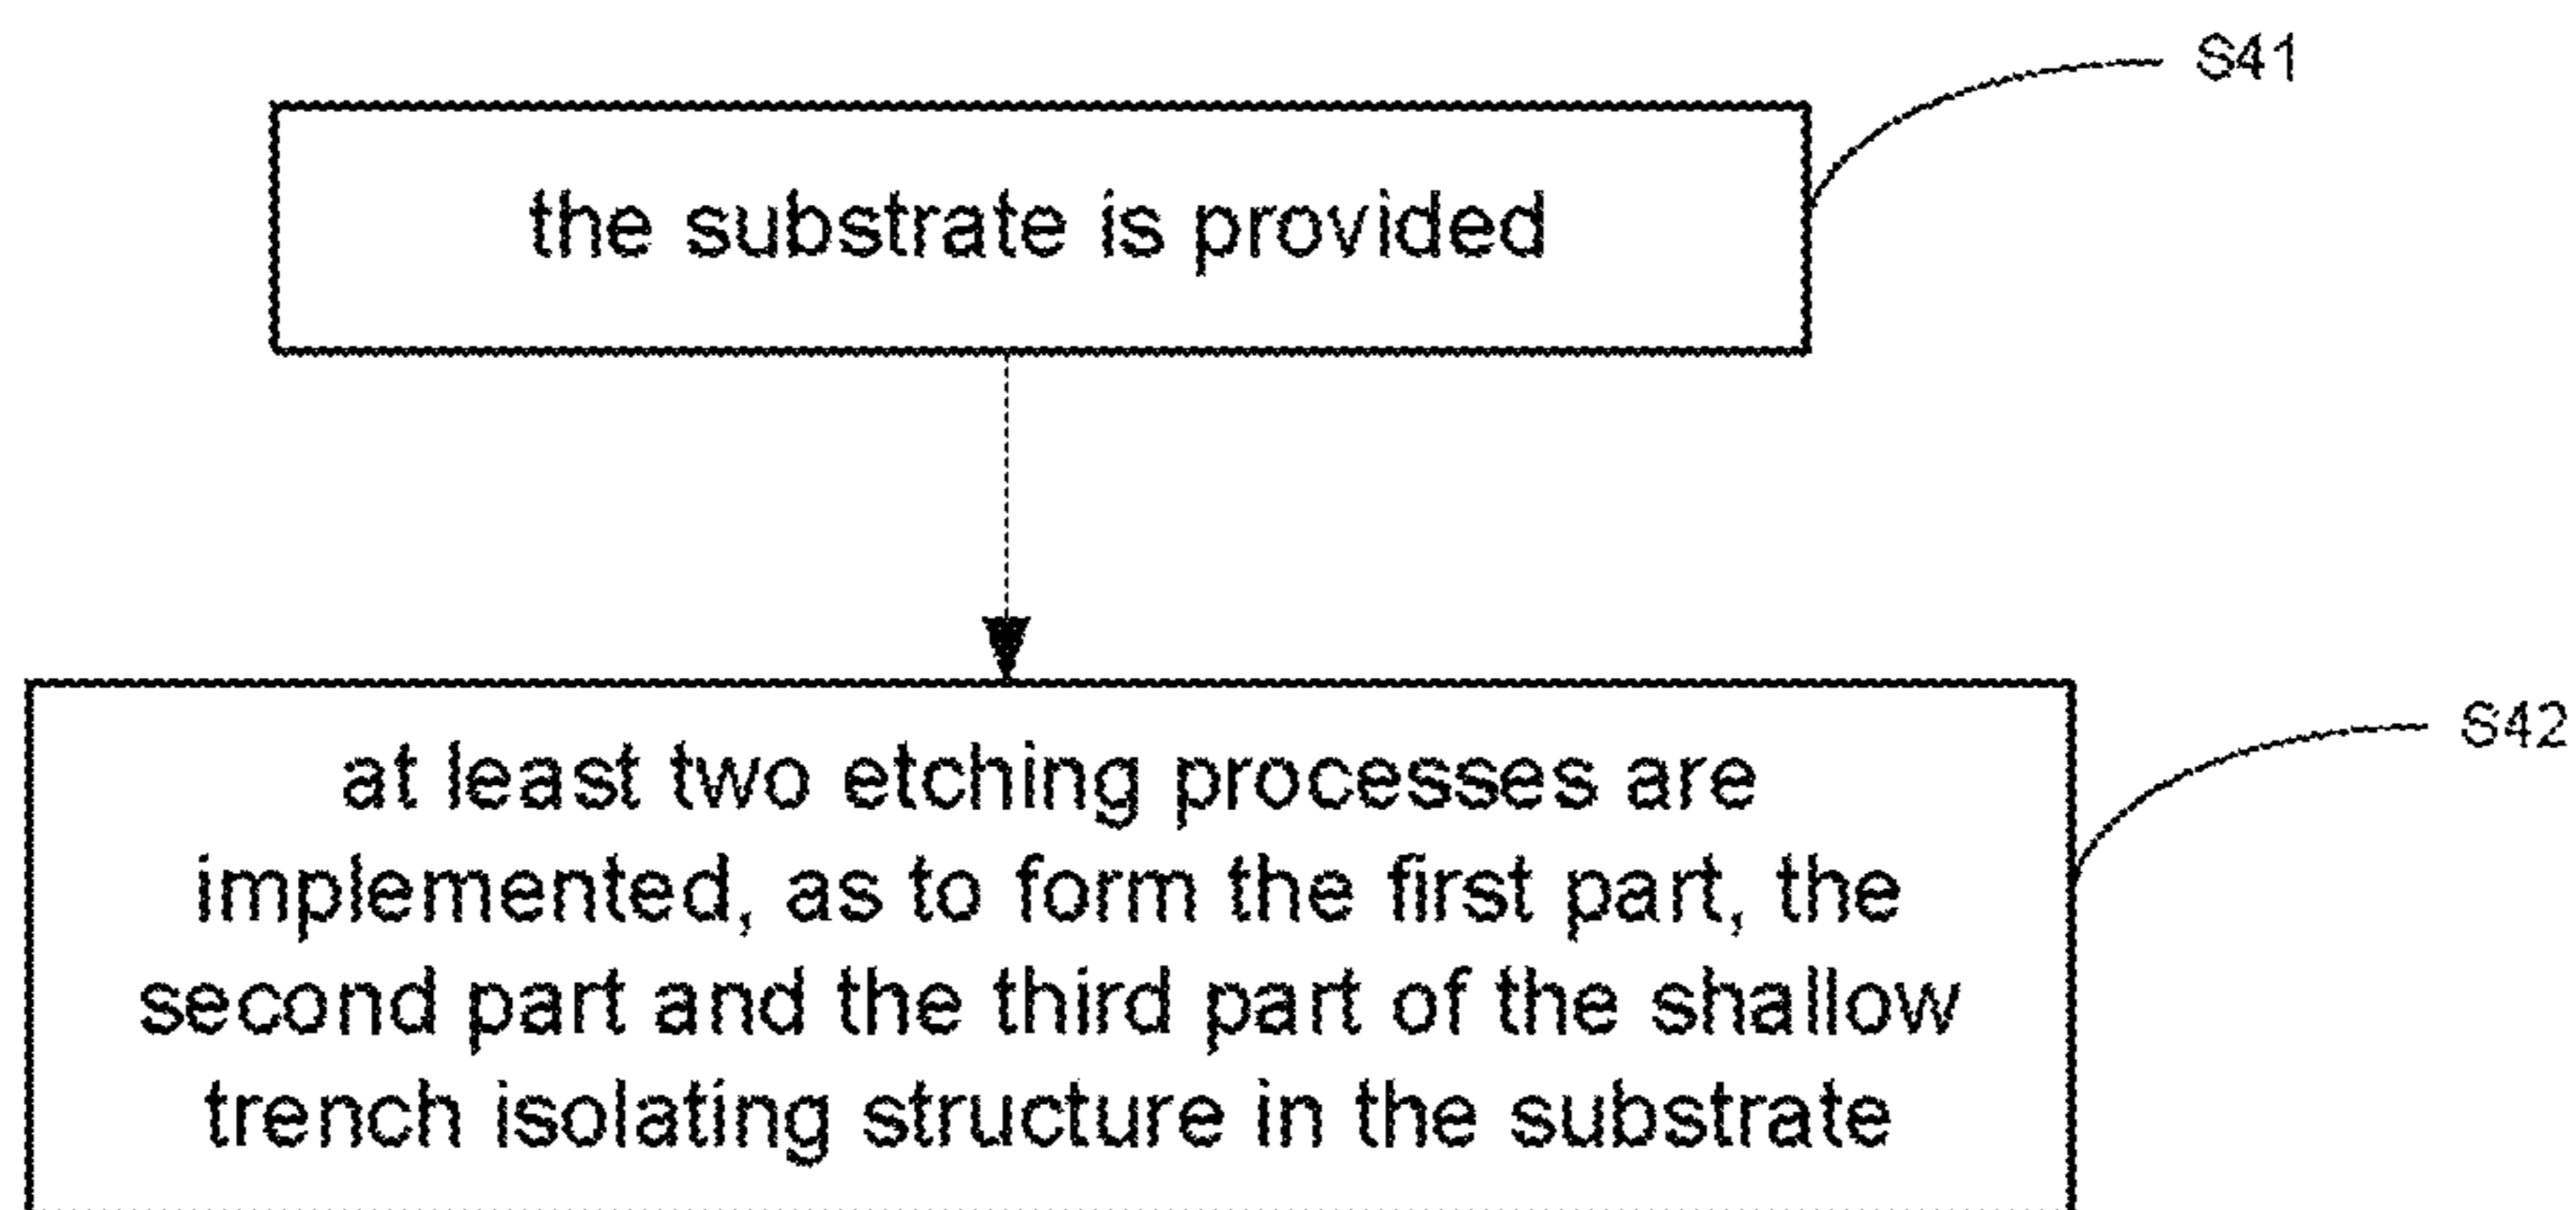 S41
the substrate is provided
S42
at least two etching processes are
implemented, as to form the first part, the
second part and the third part of the shallow
trench isolating structure in the substrate